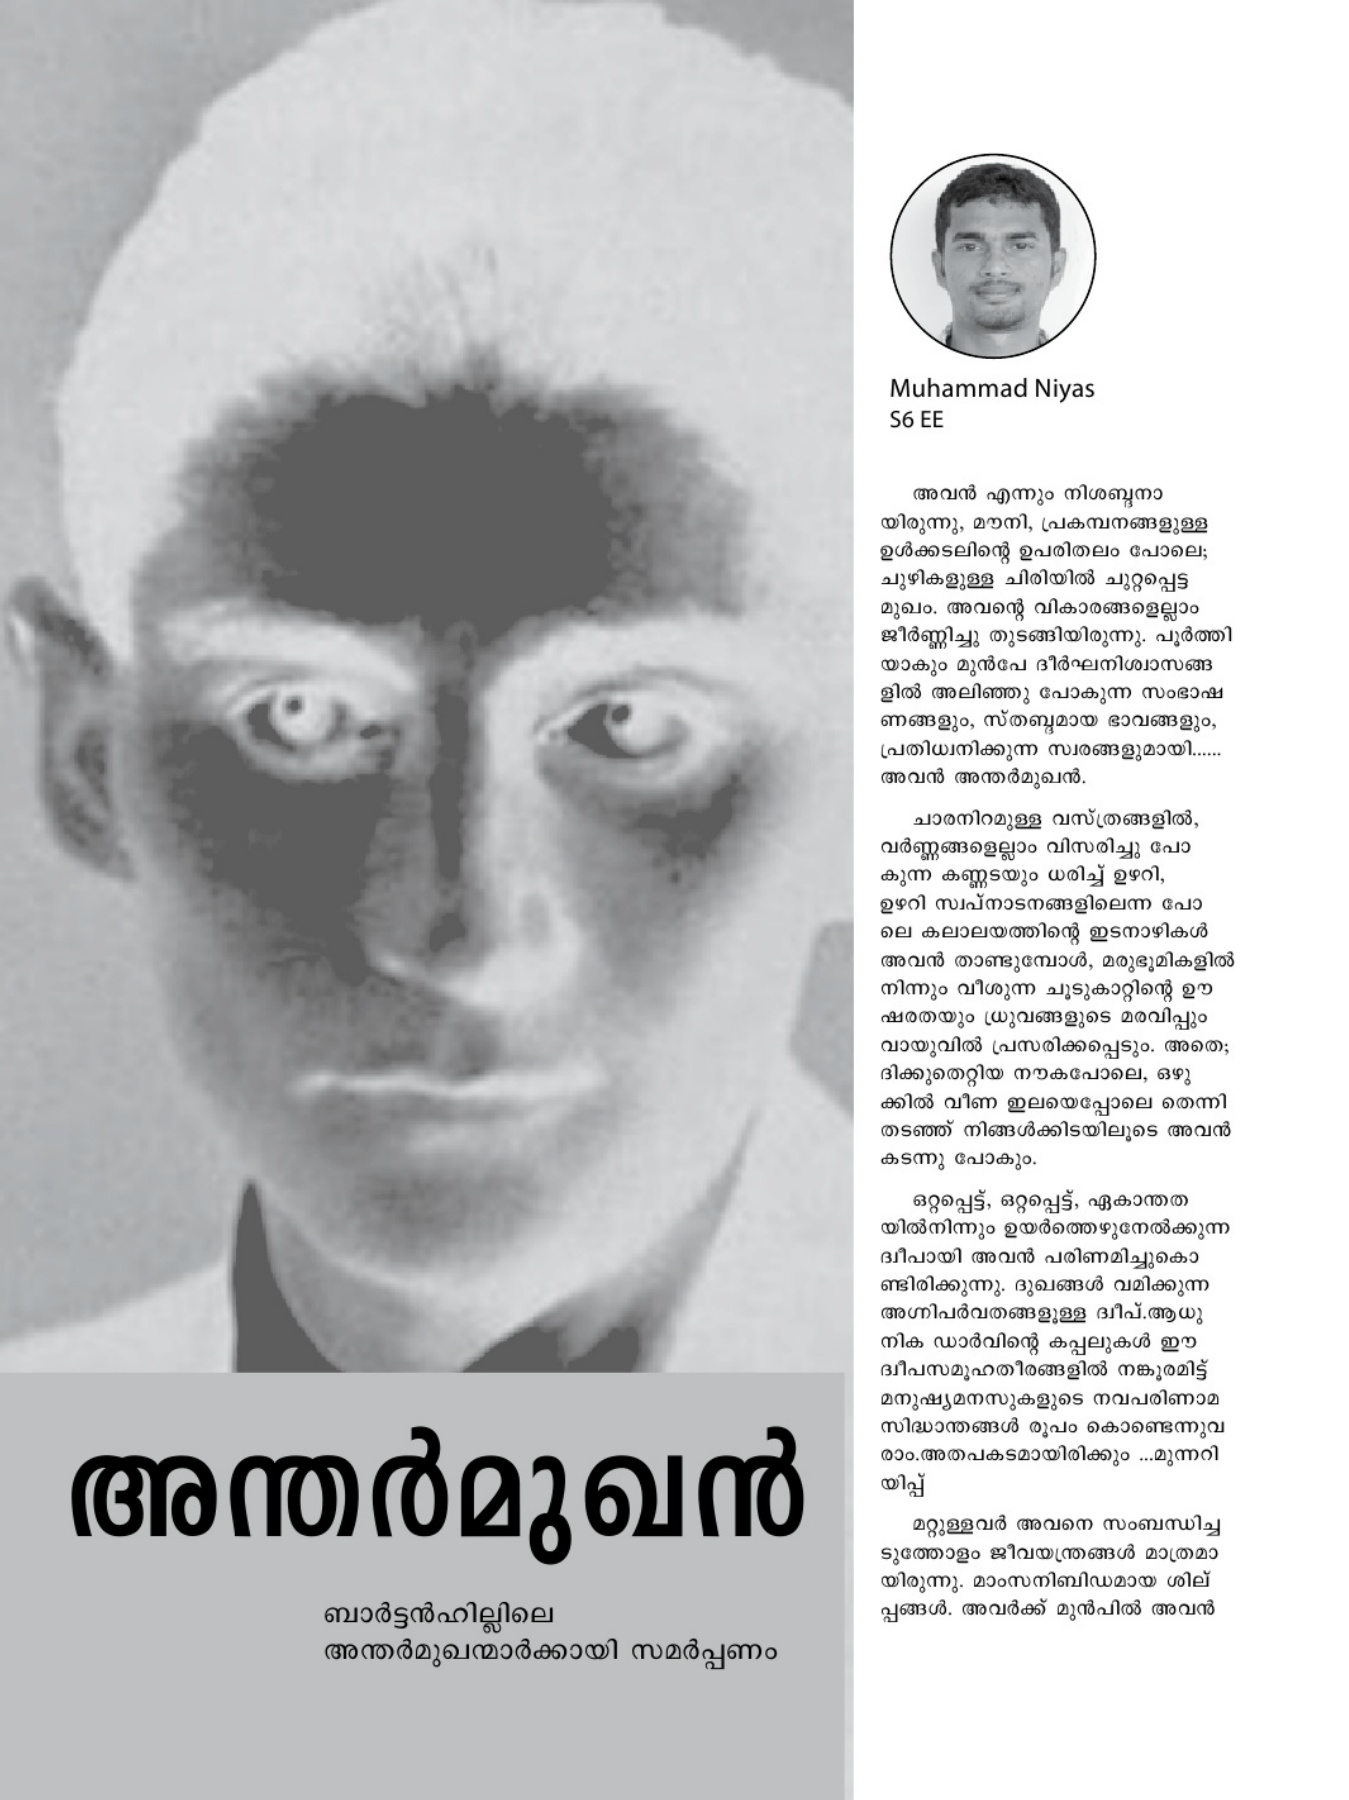 Muhammad Niyas
S6 EE
അവൻ എന്നും നിശബ്ദനാ
യിരുന്നു, മൗനി, പ്രകമ്പനങ്ങളുള്ള
ഉൾക്കടലിന്റെ ഉപരിതലം പോലെ;
ചുഴികളുള്ള ചിരിയിൽ ചുറ്റപ്പെട്ട
മുഖം. അവന്റെ വികാരങ്ങളെല്ലാം
ജീർണ്ണിച്ചു തുടങ്ങിയിരുന്നു. പൂർത്തി
യാകും മുൻപേ ദീർഘനിശ്വാസങ്ങ
ളിൽ അലിഞ്ഞു പോകുന്ന സംഭാഷ
ണങ്ങളും, സ്തബ്ദമായ ഭാവങ്ങളും,
പ്രതിധ്വനിക്കുന്ന സ്വരങ്ങളുമായി......
അവൻ അന്തർമുഖൻ.
ചാരനിറമുള്ള വസ്ത്രങ്ങളിൽ,
വർണ്ണങ്ങളെല്ലാം വിസരിച്ചു പോ
കുന്ന കണ്ണടയും ധരിച്ച് ഉഴറി,
ഉഴറി സ്വപ്നാടനങ്ങളിലെന്ന പോ
ലെ കലാലയത്തിന്റെ ഇടനാഴികൾ
അവൻ താണ്ടുമ്പോൾ, മരുഭൂമികളിൽ
നിന്നും വീശുന്ന ചൂടുകാറ്റിന്റെ ഊ
ഷരതയും ധ്രുവങ്ങളുടെ മരവിപ്പും
വായുവിൽ പ്രസരിക്കപ്പെടും. അതെ;
ദിക്കുതെറ്റിയ നൗകപോലെ, ഒഴു
ക്കിൽ വീണ ഇലയെപ്പോലെ തെന്നി
തടഞ്ഞ് നിങ്ങൾക്കിടയിലൂടെ അവൻ
കടന്നു പോകും.
ഒറ്റപ്പെട്ട്, ഒറ്റപ്പെട്ട്, ഏകാന്തത
യിൽനിന്നും ഉയർത്തെഴുനേൽക്കുന്ന
ദ്വീപായി അവൻ പരിണമിച്ചുകൊ
ണ്ടിരിക്കുന്നു. ദുഖങ്ങൾ വമിക്കുന്ന
അഗ്നിപർവതങ്ങളൂള്ള ദ്വീപ്.ആധു
നിക ഡാർവിന്റെ കപ്പലുകൾ ഈ
ദ്വീപസമൂഹതീരങ്ങളിൽ നങ്കൂരമിട്ട്
മനുഷ്യമനസുകളുടെ നവപരിണാമ
സിദ്ധാന്തങ്ങൾ രൂപം കൊണ്ടെന്നുവ
രാം.അതപകടമായിരിക്കും ...മുന്നറി
യിപ്പ്
മറ്റുള്ളവർ അവനെ സംബന്ധിച്ച
ടുത്തോളം ജീവയന്ത്രങ്ങൾ മാത്രമാ
യിരുന്നു. മാംസനിബിഡമായ ശില്
പ്പങ്ങൾ. അവർക്ക് മുൻപിൽ അവൻ
അന്തർമുഖൻ
ബാർട്ടൻഹില്ലിലെ
അന്തർമുഖന്മാർക്കായി സമർപ്പണം